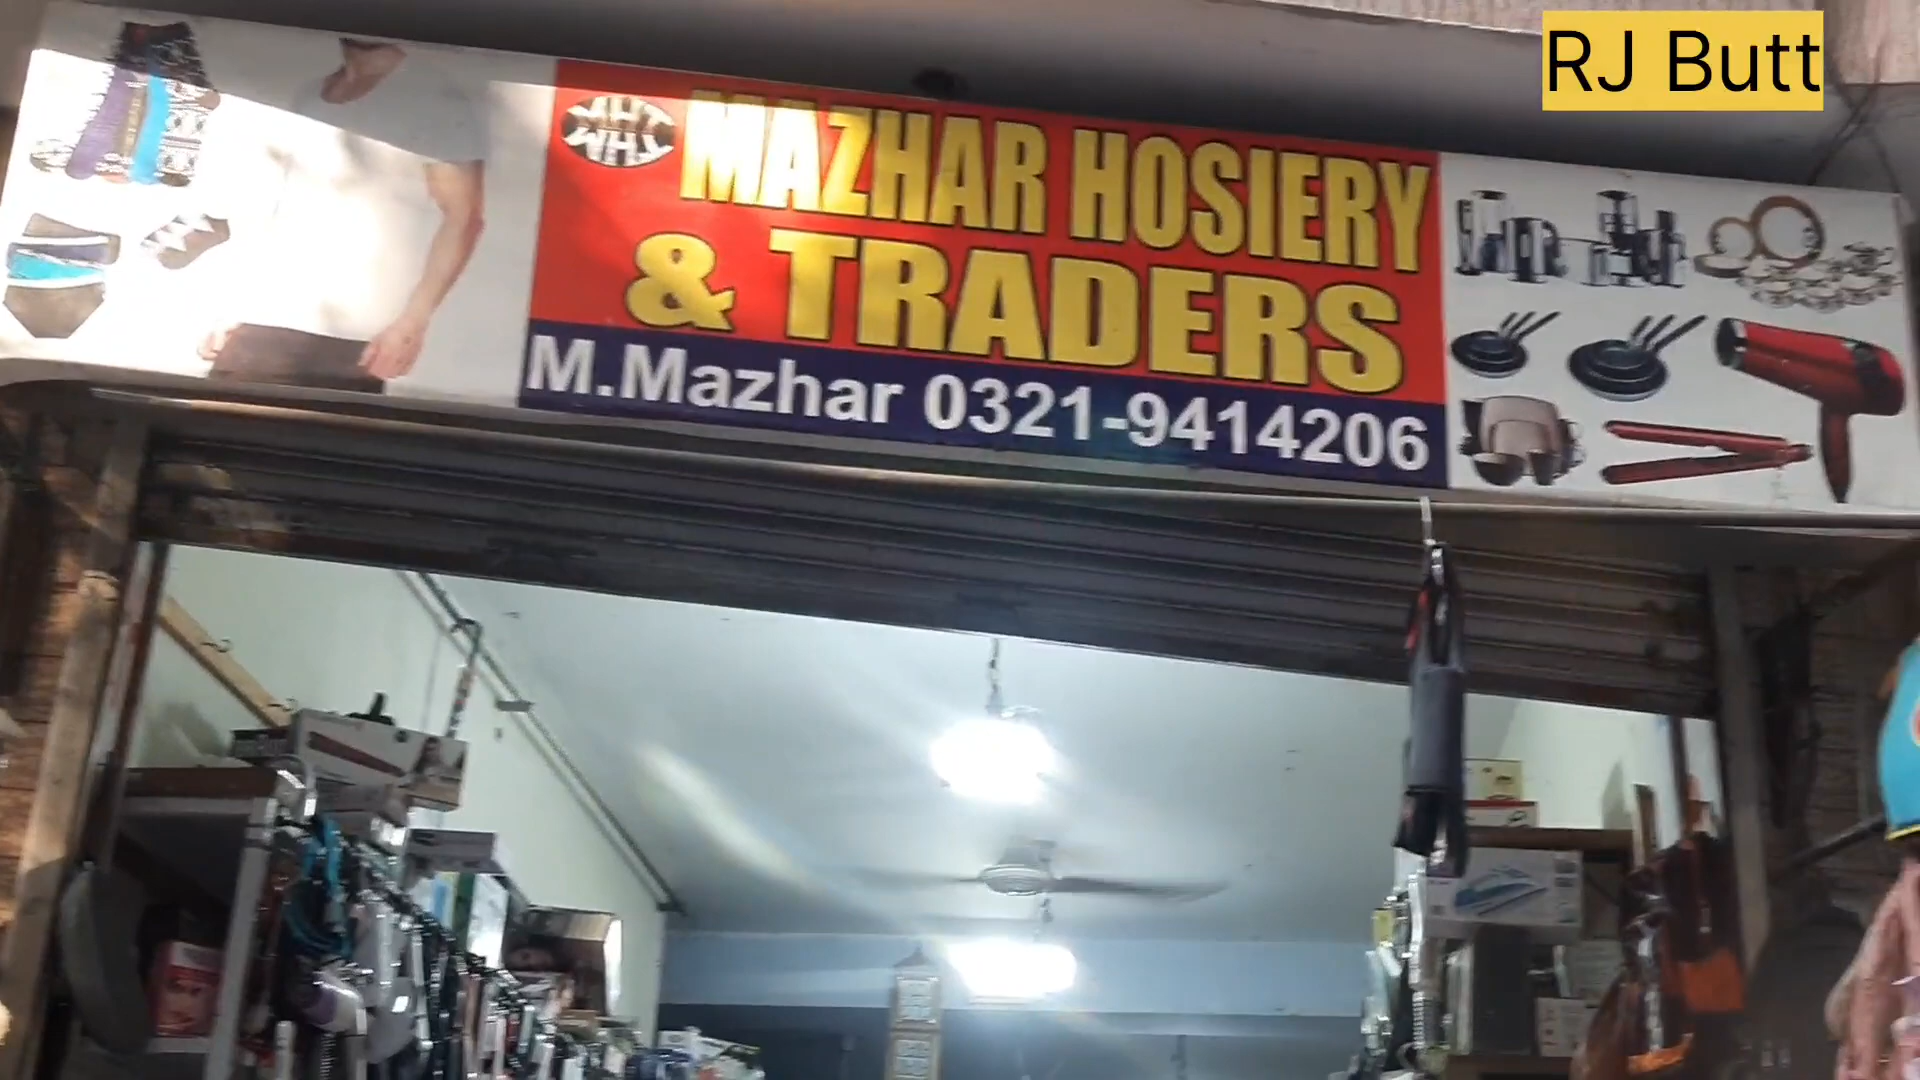 RJ Butt
MHT
MAZHAR HOSIERY
& TRADERS
M.Mazhar 0321-9414206